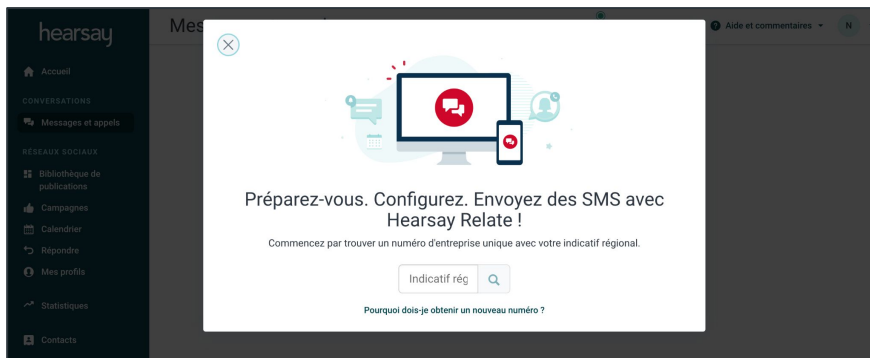 hearsay
Mes
Aide et commentaires
N
Accueil
CONVERSATIONS
Messages et appels
RÉSEAUX SOCIAUX
Bibliothèque de
publications
Campagnes
Calendrier
Répondre
Mes profils
Statistiques
Contacts
Préparez-vous. Configurez. Envoyez des SMS avec
Hearsay Relate !
Commencez par trouver un numéro d'entreprise unique avec votre indicatif régional.
Indicatif rég
Pourquoi dois-je obtenir un nouveau numéro ?